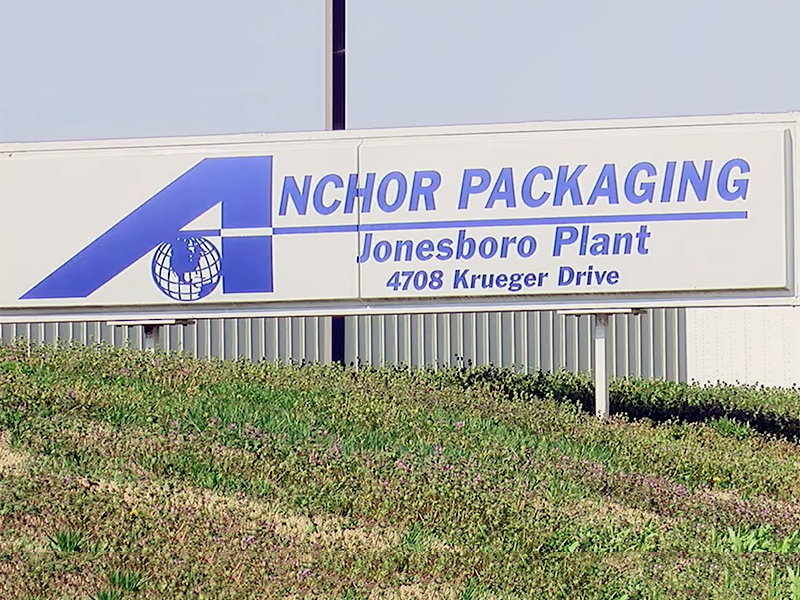 ANCHOR PACKAGING
Jonesboro Plant
4708 Krueger Drive